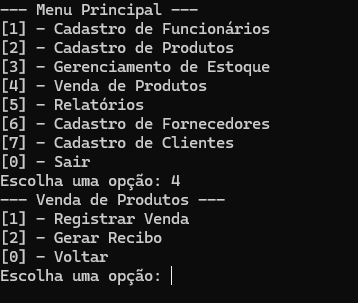 --- Menu Principal ---
[1] - Cadastro de Funcionários
[2] - Cadastro de Produtos
[3] - Gerenciamento de Estoque
[4] - Venda de Produtos
[5] - Relatórios
[6] - Cadastro de Fornecedores
[7] - Cadastro de Clientes
[0] - Sair
Escolha uma opção: 4
--- Venda de Produtos ---
[1] - Registrar Venda
[2] - Gerar Recibo
[0] - Voltar
Escolha uma opção: